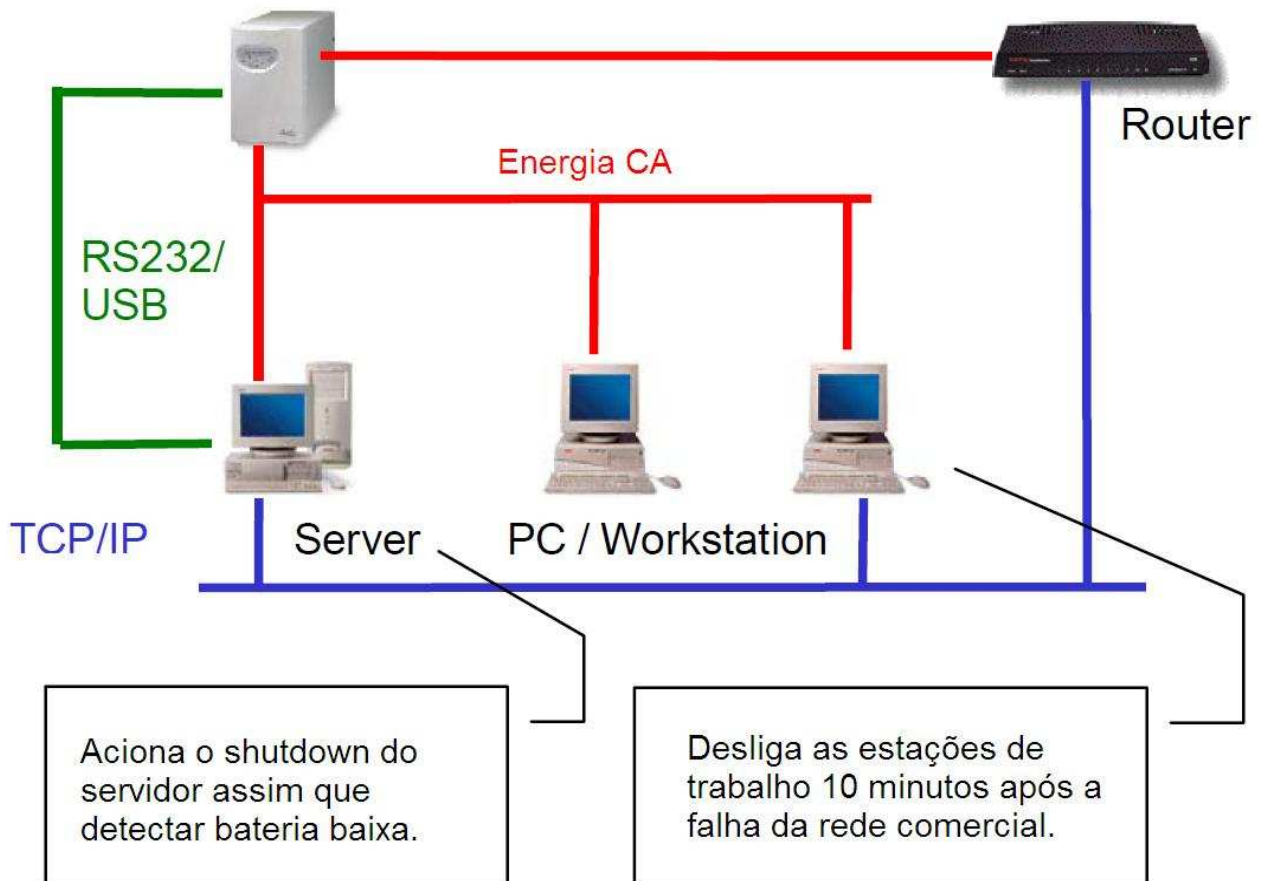 Router
Energia CA
RS232/
USB
TCP/IP
Server
PC / Workstation
Aciona o shutdown do
servidor assim que
detectar bateria baixa.
Desliga as estações de
trabalho 10 minutos após a
falha da rede comercial.